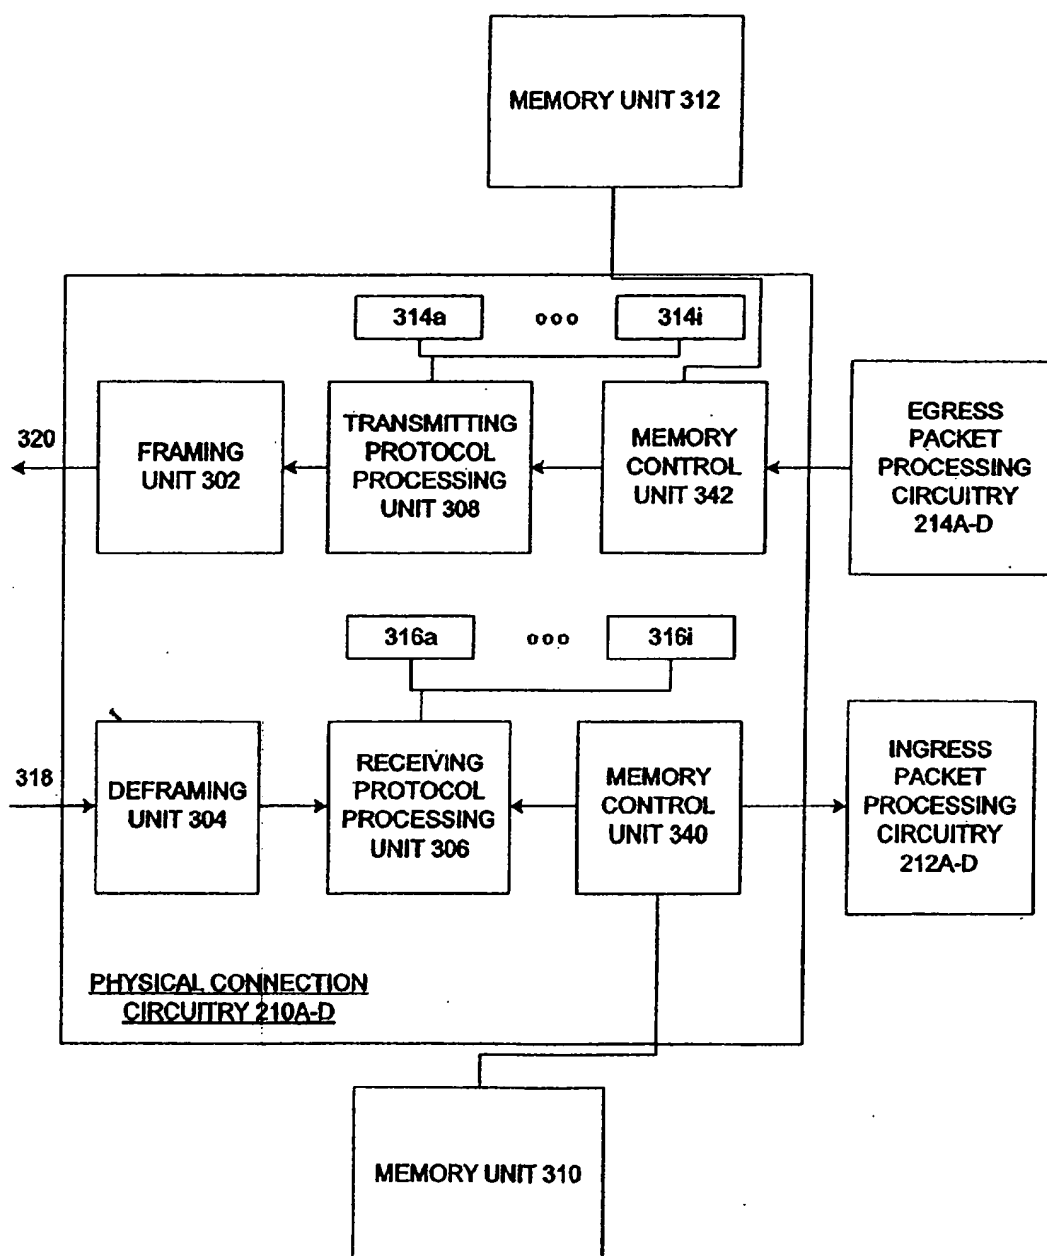 MEMORY UNIT 312
314a
ooo
314i
320
FRAMING
UNIT 302
TRANSMITTING
PROTOCOL
PROCESSING
UNIT 308
MEMORY
CONTROL
UNIT 342
EGRESS
PACKET
PROCESSING
CIRCUITRY
214A-D
316a
ooo
316i
318
DEFRAMING
UNIT 304
RECEIVING
PROTOCOL
PROCESSING
UNIT 306
MEMORY
CONTROL
UNIT 340
INGRESS
PACKET
PROCESSING
CIRCUITRY
212A-D
PHYSICAL CONNECTION
CIRCUITRY 210A-D
MEMORY UNIT 310